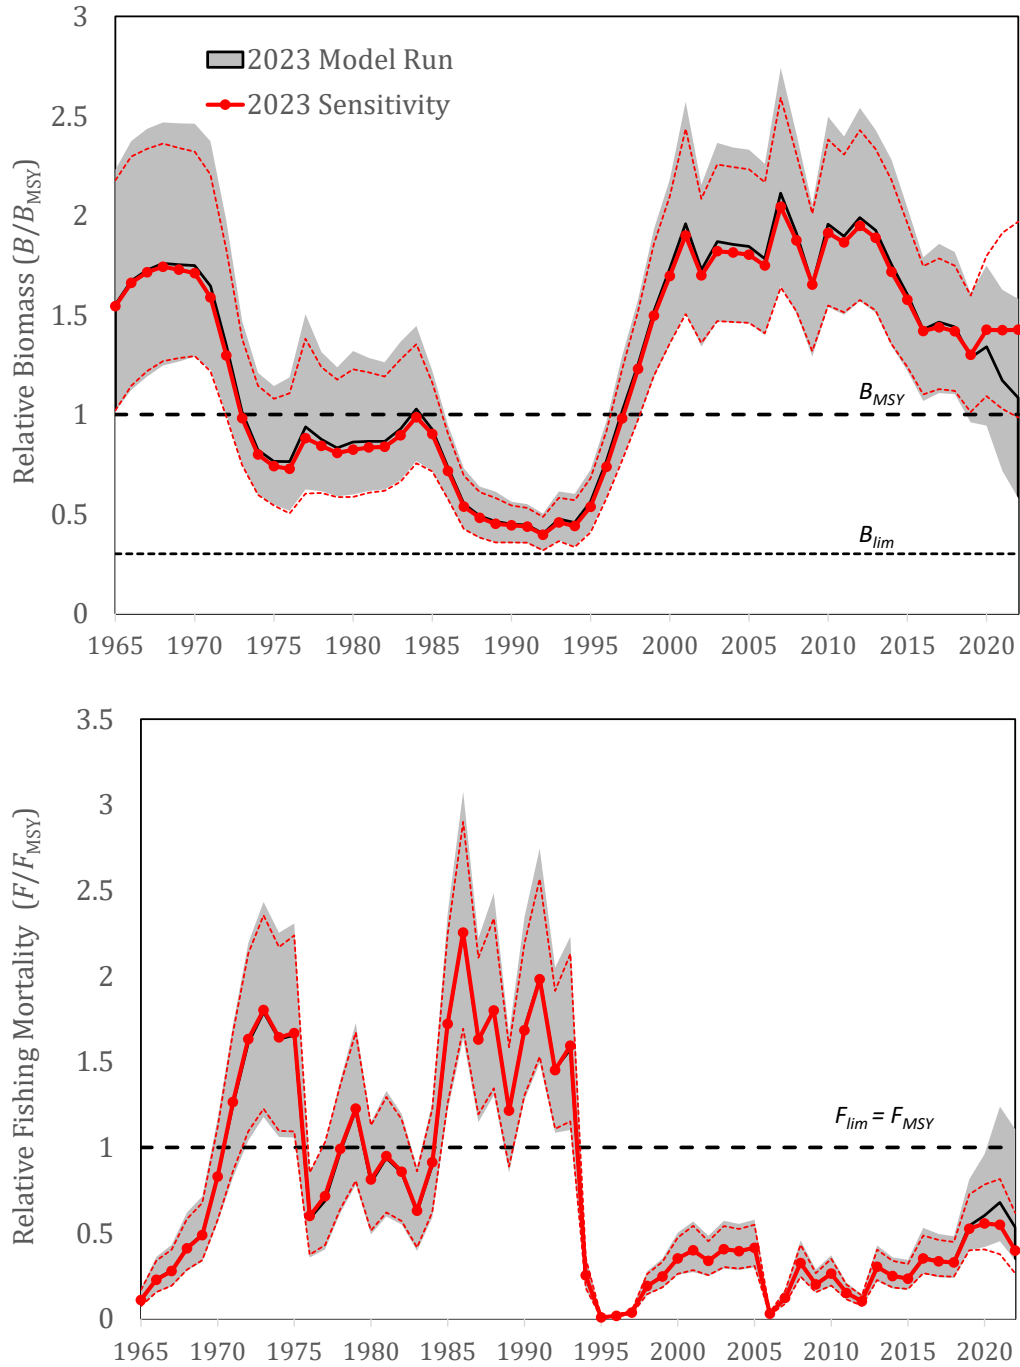 3
2023 Model Run
2023 Sensitivity
2.5
2
1.5
1
0.5
0
Relative Biomass (B/BMSY)
BMSY
Blim
1965 1970 1975 1980 1985 1990 1995 2000 2005 2010 2015 2020
3.5
3
2.5
2
1.5
1
0.5
0
Relative Fishing Mortality (F/FMSY)
Flim = FMSY
1965 1970 1975 1980 1985 1990 1995 2000 2005 2010 2015 2020